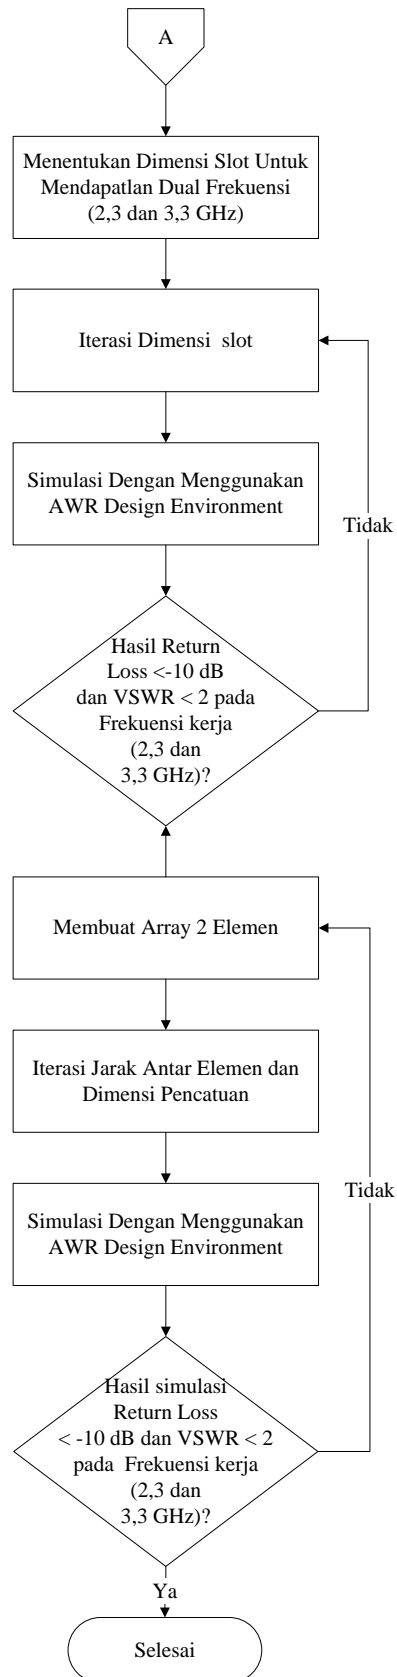 A
Menentukan Dimensi Slot Untuk
Mendapatlan Dual Frekuensi
(2,3 dan 3,3 GHz)
Iterasi Dimensi slot
Simulasi Dengan Menggunakan
AWR Design Environment
Tidak
Hasil Return
Loss <-10 dB
dan VSWR < 2 pada
Frekuensi kerja
(2,3 dan
3,3 GHz)?
Membuat Array 2 Elemen
Iterasi Jarak Antar Elemen dan
Dimensi Pencatuan
Simulasi Dengan Menggunakan
AWR Design Environment
Tidak
Hasil simulasi
Return Loss
< -10 dB dan VSWR < 2
pada Frekuensi kerja
(2,3 dan
3,3 GHz)?
Ya
Selesai